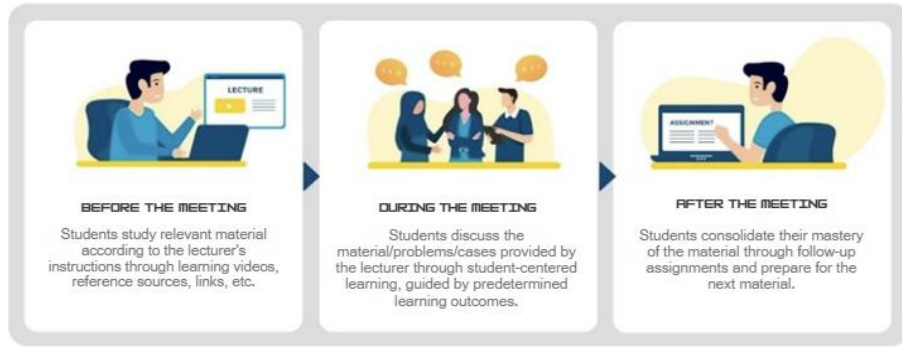 LECTURE
BEFORE THE MEETING
Students study relevant material
according to the lecturer's
instructions through learning videos,
reference sources, links, etc.
DURING THE MEETING
Students discuss the
material/problems/cases provided by
the lecturer through student-centered
learning, guided by predetermined
learning outcomes.
ASSIGNMENT
AFTER THE MEETING
Students consolidate their mastery
of the material through follow-up
assignments and prepare for the
next material.